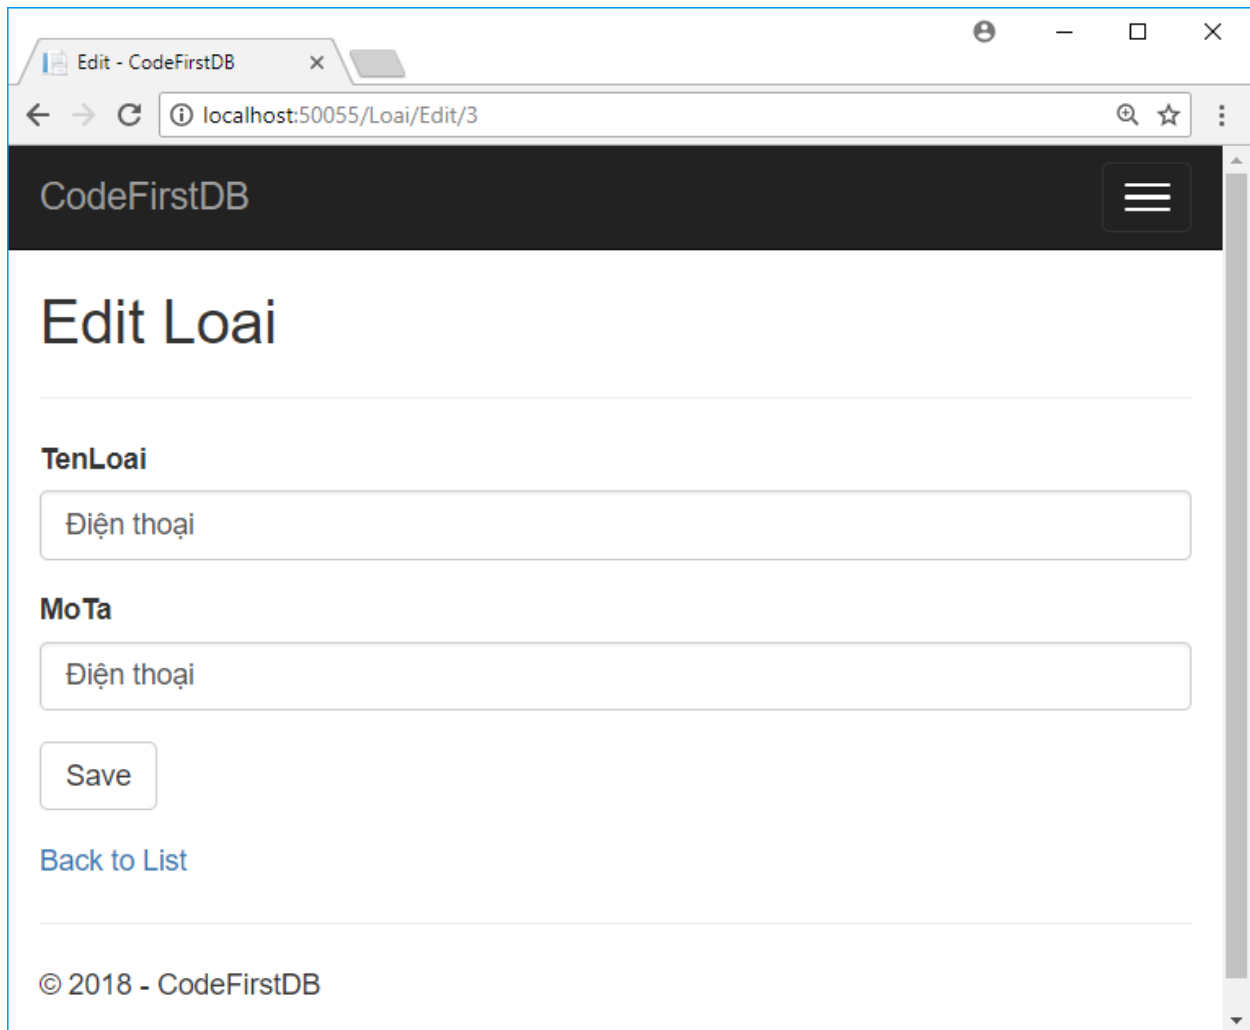 Edit - CodeFirstDB
localhost:50055/Loai/Edit/3
CodeFirstDB
Edit Loai
TenLoai
Điện thoại
MoTa
Điện thoại
Save
Back to List
© 2018 - CodeFirstDB